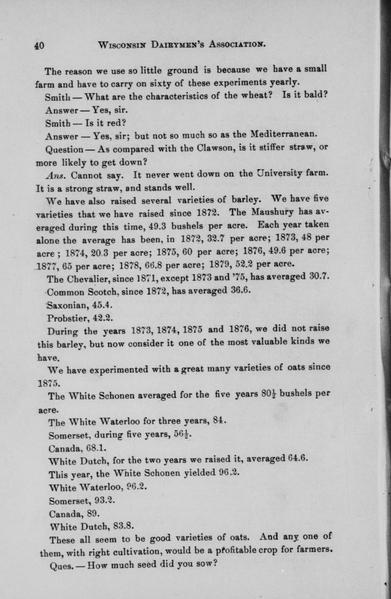 40 WISCONSIN DAIRYMEN'S ASSOCIATION.
The reason we use so little ground is because we have a small
farm and have to carry on sixty of these experiments yearly.
Smith — What are the characteristics of the wheat? Is it bald?
Answer — Yes, sir.
Smith — Is it red?
Answer — Yes, sir; but not so much so as the Mediterranean.
Question — As compared with the Clawson, is it stiffer straw, or
more likely to get down?
Ans. Cannot say. It never went down on the University farm.
It is a strong straw, and stands well.
We have also raised several varieties of barley. We have five
varieties that we have raised since 1872. The Maushury has av-
eraged during this time, 49.3 bushels per acre. Each year taken
alone the average has been, in 1872, 32.7 per acre; 1873, 48 per
acre; 1874, 20.3 per acre; 1875, 60 per acre; 1876, 49.6 per acre;
1877, 65 per acre; 1878, 66.8 per acre; 1879, 52.2 per acre.
The Chevalier, since 1871, except 1873 and '75, has averaged 30.7.
Common Scotch, since 1872, has averaged 36.6.
Saxonian, 45.4.
Probstier, 42.2.
During the years 1873, 1874, 1875 and 1876, we did not raise
this barley, but now consider it one of the most valuable kinds we
have.
We have experimented with a great many varieties of oats since
1875.
The White Schonen averaged for the five years 80½ bushels per
acre.
The White Waterloo for three years, 84.
Somerset, during five years, 56½.
Canada, 68.1.
White Dutch, for the two years we raised it, averaged 64.6.
This year, the White Schonen yielded 96.2.
White Waterloo, 96.2.
Somerset, 93.2.
Canada, 89.
White Dutch, 83.8.
These all seem to be good varieties of oats. And any one of
them, with right cultivation, would be a profitable crop for farmers.
Ques. — How much seed did you sow?